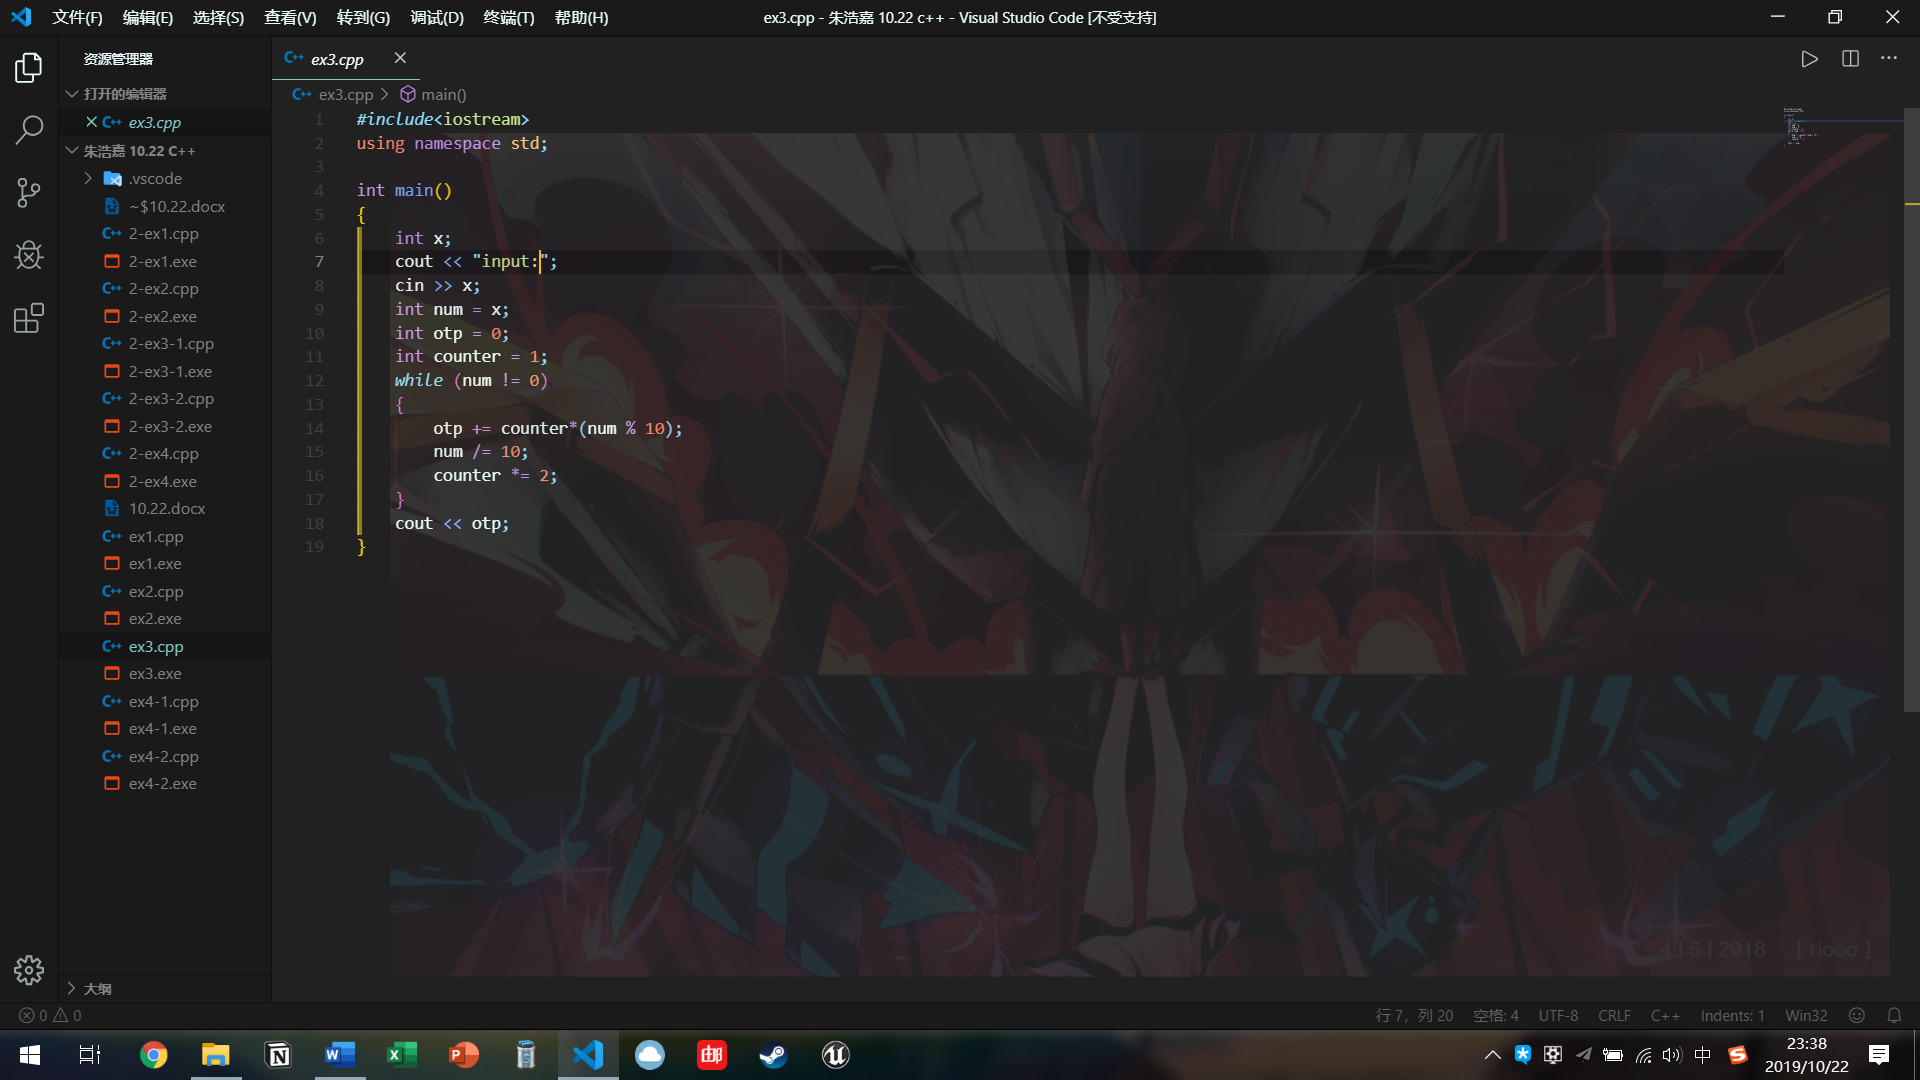 文件(F) 编辑(E) 选择(S) 查看(V) 转到(G) 调试(D) 终端(T) 帮助(H) ex3.cpp - 朱浩嘉 10.22 c++ - Visual Studio Code [不受支持]
资源管理器
打开的编辑器
ex3.cpp
朱浩嘉 10.22 C++
.vscode
~$10.22.docx
2-ex1.cpp
2-ex1.exe
2-ex2.cpp
2-ex2.exe
2-ex3-1.cpp
2-ex3-1.exe
2-ex3-2.cpp
2-ex3-2.exe
2-ex4.cpp
2-ex4.exe
10.22.docx
ex1.cpp
ex1.exe
ex2.cpp
ex2.exe
ex3.cpp
ex3.exe
ex4-1.cpp
ex4-1.exe
ex4-2.cpp
ex4-2.exe
大纲
ex3.cpp
ex3.cpp > main()
1 #include<iostream>
2 using namespace std;
3
4 int main()
5 {
6 int x;
7 cout << "input:";
8 cin >> x;
9 int num = x;
10 int otp = 0;
11 int counter = 1;
12 while (num != 0)
13 {
14 otp += counter*(num % 10);
15 num /= 10;
16 counter *= 2;
17 }
18 cout << otp;
19 }
4 | 5 | 2018 [ riooo ]
0 0 行 7，列 20 空格: 4 UTF-8 CRLF C++ Indents: 1 Win32
中
23:38
2019/10/22